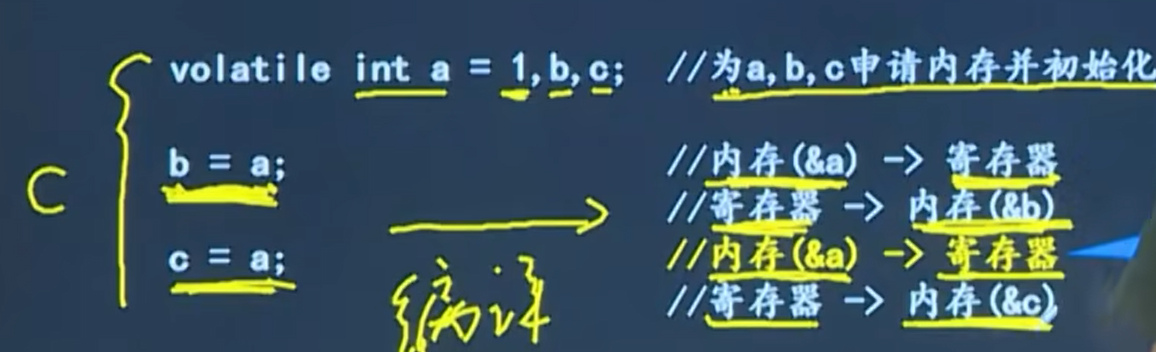 volatile int a = 1,b,c; //为a,b,c申请内存并初始化
b = a; //内存(&a) -> 寄存器
//寄存器 -> 内存(&b)
c = a; //内存(&a) -> 寄存器
//寄存器 -> 内存(&c)
C
编译